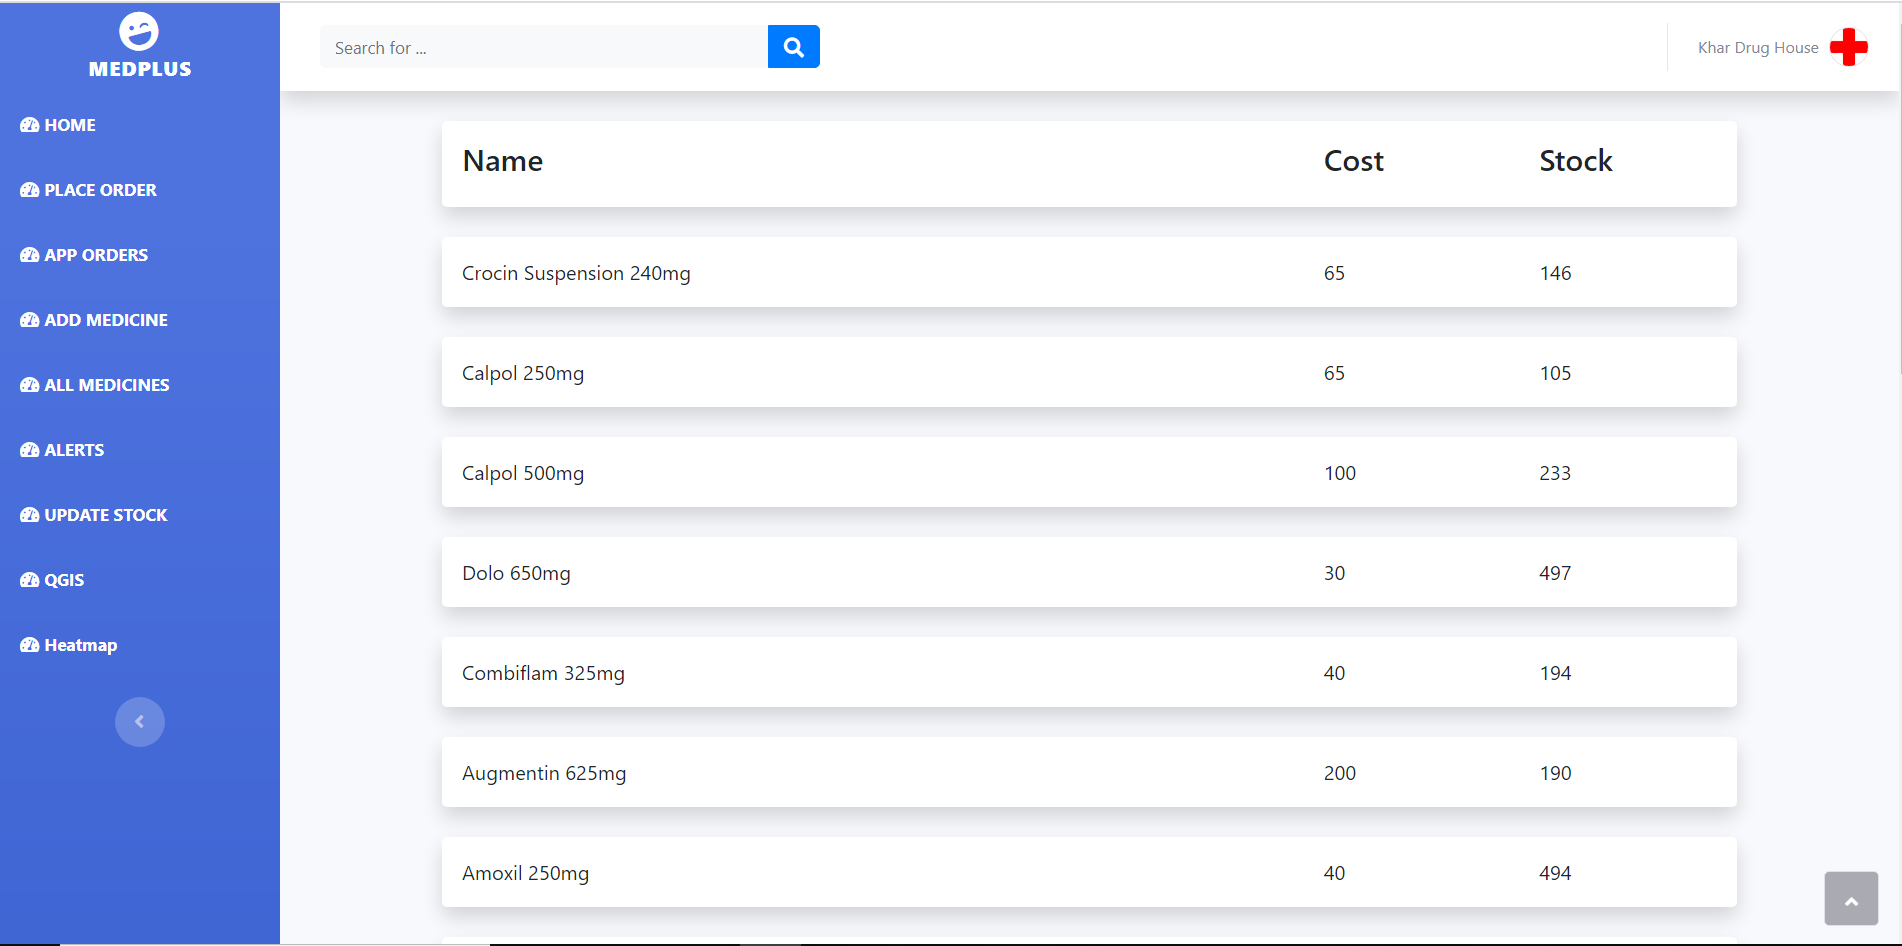 MEDPLUS
HOME
PLACE ORDER
APP ORDERS
ADD MEDICINE
ALL MEDICINES
ALERTS
UPDATE STOCK
QGIS
Heatmap
Search for ...
Khar Drug House
Name Cost Stock
Crocin Suspension 240mg 65 146
Calpol 250mg 65 105
Calpol 500mg 100 233
Dolo 650mg 30 497
Combiflam 325mg 40 194
Augmentin 625mg 200 190
Amoxil 250mg 40 494